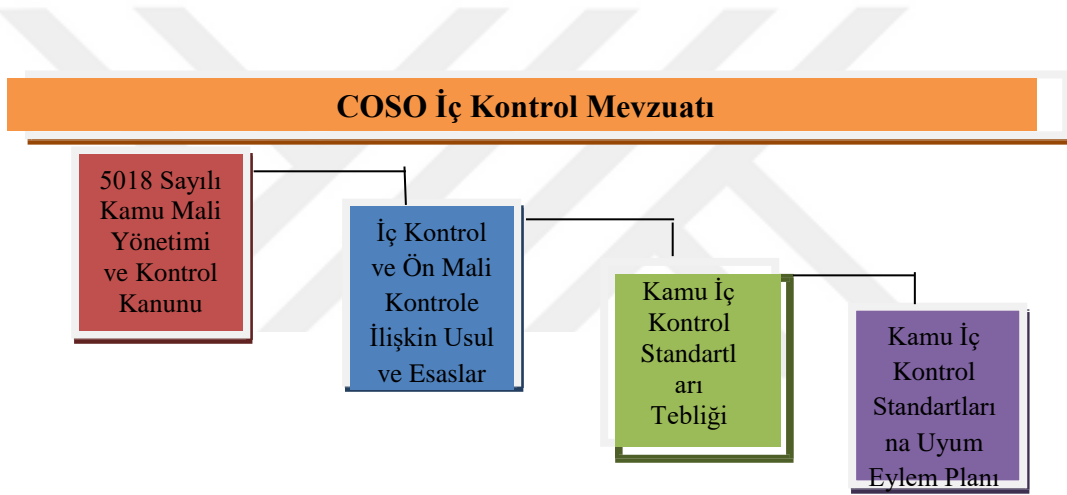 COSO İç Kontrol Mevzuatı
5018 Sayılı
Kamu Mali
Yönetimi
ve Kontrol
Kanunu
İç Kontrol
ve Ön Mali
Kontrole
İlişkin Usul
ve Esaslar
Kamu İç
Kontrol
Standartl
arı
Tebliği
Kamu İç
Kontrol
Standartları
na Uyum
Eylem Planı